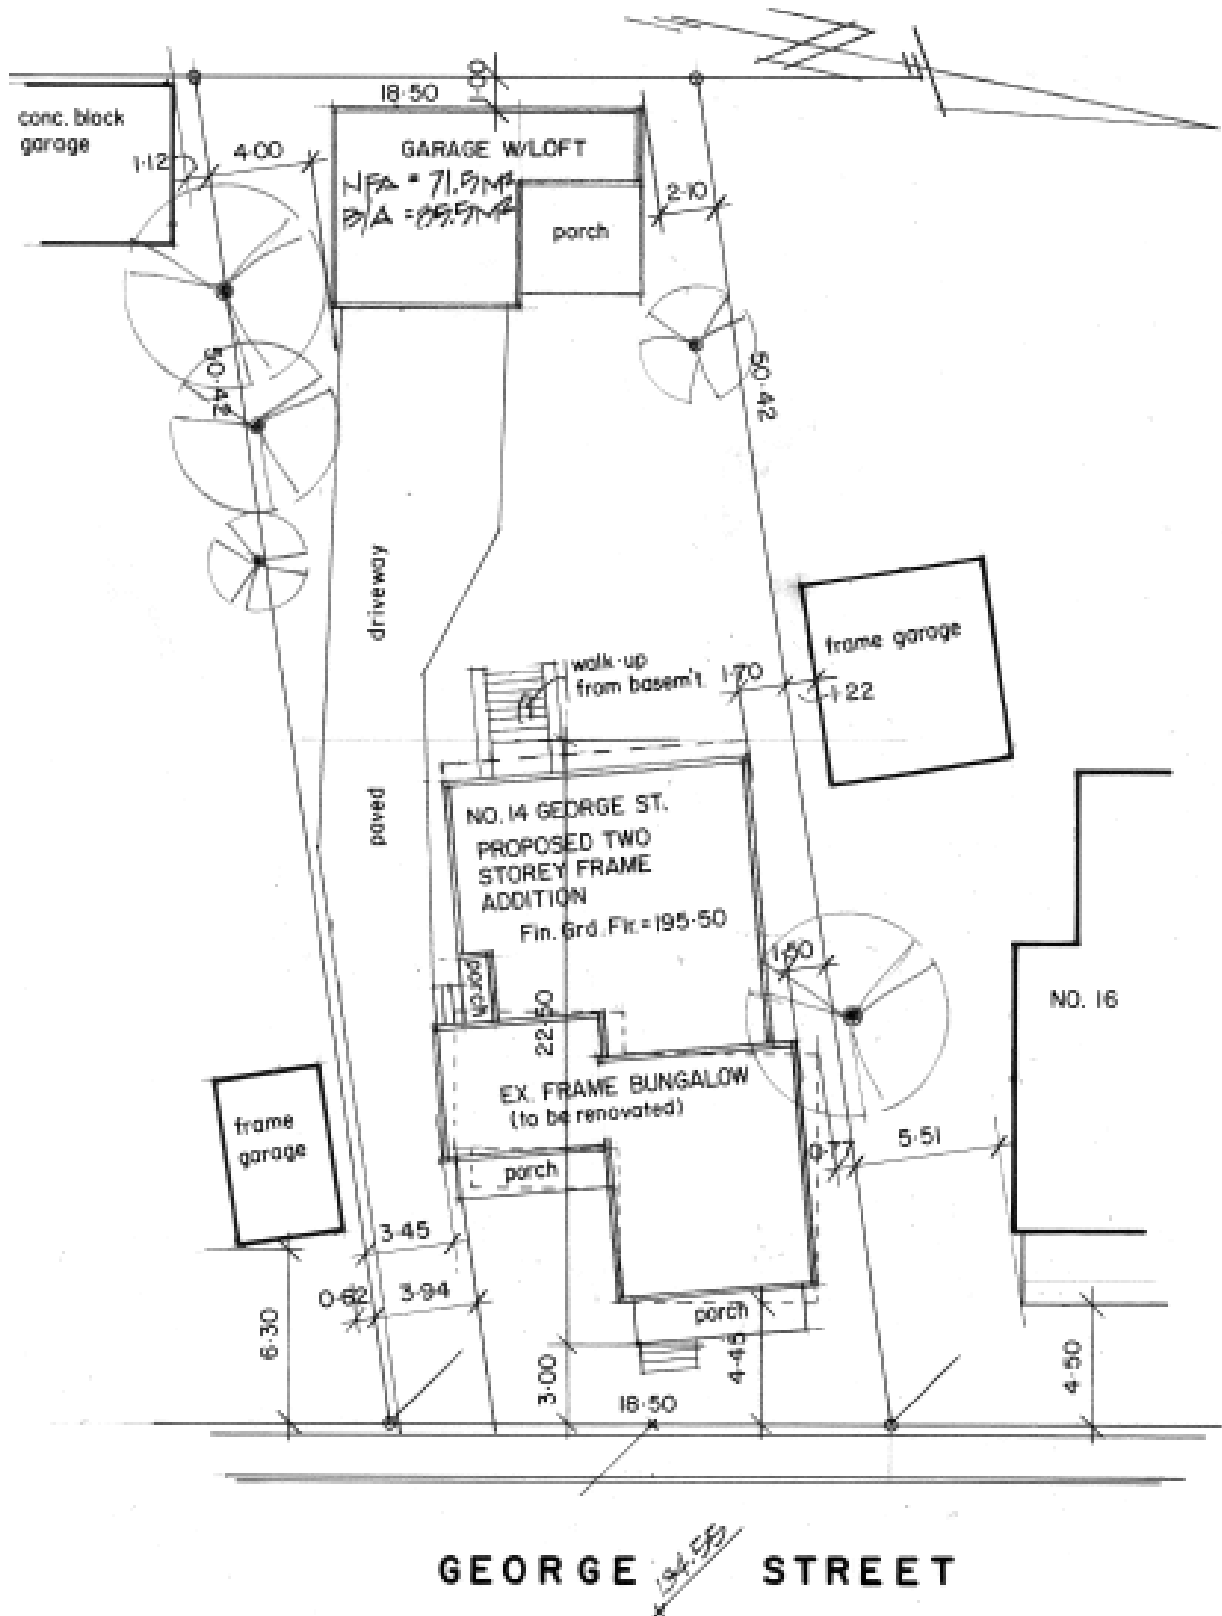 1·00
18·50
conc. block
garage
1·12
4·00
GARAGE W/LOFT
NFA = 71.5 M²
2·10
porch
50·42
50·42
driveway
frame garage
walk-up
from basem't.
1·70
1·22
paved
NO. 14 GEORGE ST.
PROPOSED TWO
STOREY FRAME
ADDITION
Fin. Grd. Flr. = 195·50
porch
22·50
NO. 16
EX. FRAME BUNGALOW
(to be renovated)
frame
garage
0·77
5·51
porch
3·45
0·62
3·94
porch
6·30
3·00
4·45
4·50
18·50
GEORGE STREET